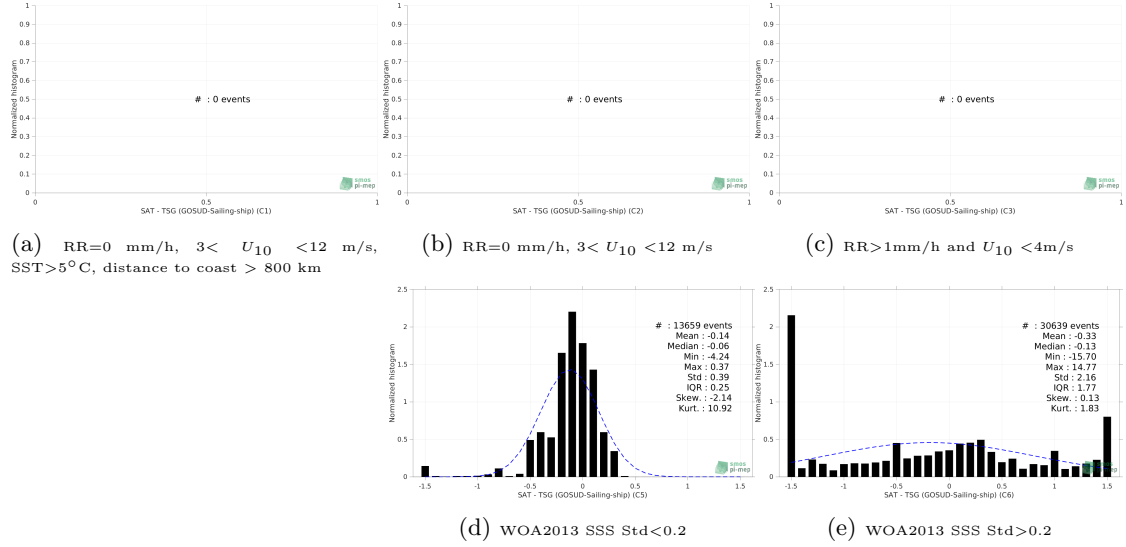 1
0.9
0.8
0.7
0.6
0.5
0.4
0.3
0.2
0.1
0
Normalized histogram
# : 0 events
smos
pi-mep
0 0.5 1
SAT - TSG (GOSUD-Sailing-ship) (C1)
(a) RR=0 mm/h, 3< U10 <12 m/s,
SST>5°C, distance to coast > 800 km
1
0.9
0.8
0.7
0.6
0.5
0.4
0.3
0.2
0.1
0
Normalized histogram
# : 0 events
smos
pi-mep
0 0.5 1
SAT - TSG (GOSUD-Sailing-ship) (C2)
(b) RR=0 mm/h, 3< U10 <12 m/s
1
0.9
0.8
0.7
0.6
0.5
0.4
0.3
0.2
0.1
0
Normalized histogram
# : 0 events
smos
pi-mep
0 0.5 1
SAT - TSG (GOSUD-Sailing-ship) (C3)
(c) RR>1mm/h and U10 <4m/s
2.5
2
1.5
1
0.5
0
Normalized histogram
# : 13659 events
Mean : -0.14
Median : -0.06
Min : -4.24
Max : 0.37
Std : 0.39
IQR : 0.25
Skew. : -2.14
Kurt. : 10.92
smos
pi-mep
-1.5 -1 -0.5 0 0.5 1 1.5
SAT - TSG (GOSUD-Sailing-ship) (C5)
(d) WOA2013 SSS Std<0.2
2.5
2
1.5
1
0.5
0
Normalized histogram
# : 30639 events
Mean : -0.33
Median : -0.13
Min : -15.70
Max : 14.77
Std : 2.16
IQR : 1.77
Skew. : 0.13
Kurt. : 1.83
smos
pi-mep
-1.5 -1 -0.5 0 0.5 1 1.5
SAT - TSG (GOSUD-Sailing-ship) (C6)
(e) WOA2013 SSS Std>0.2